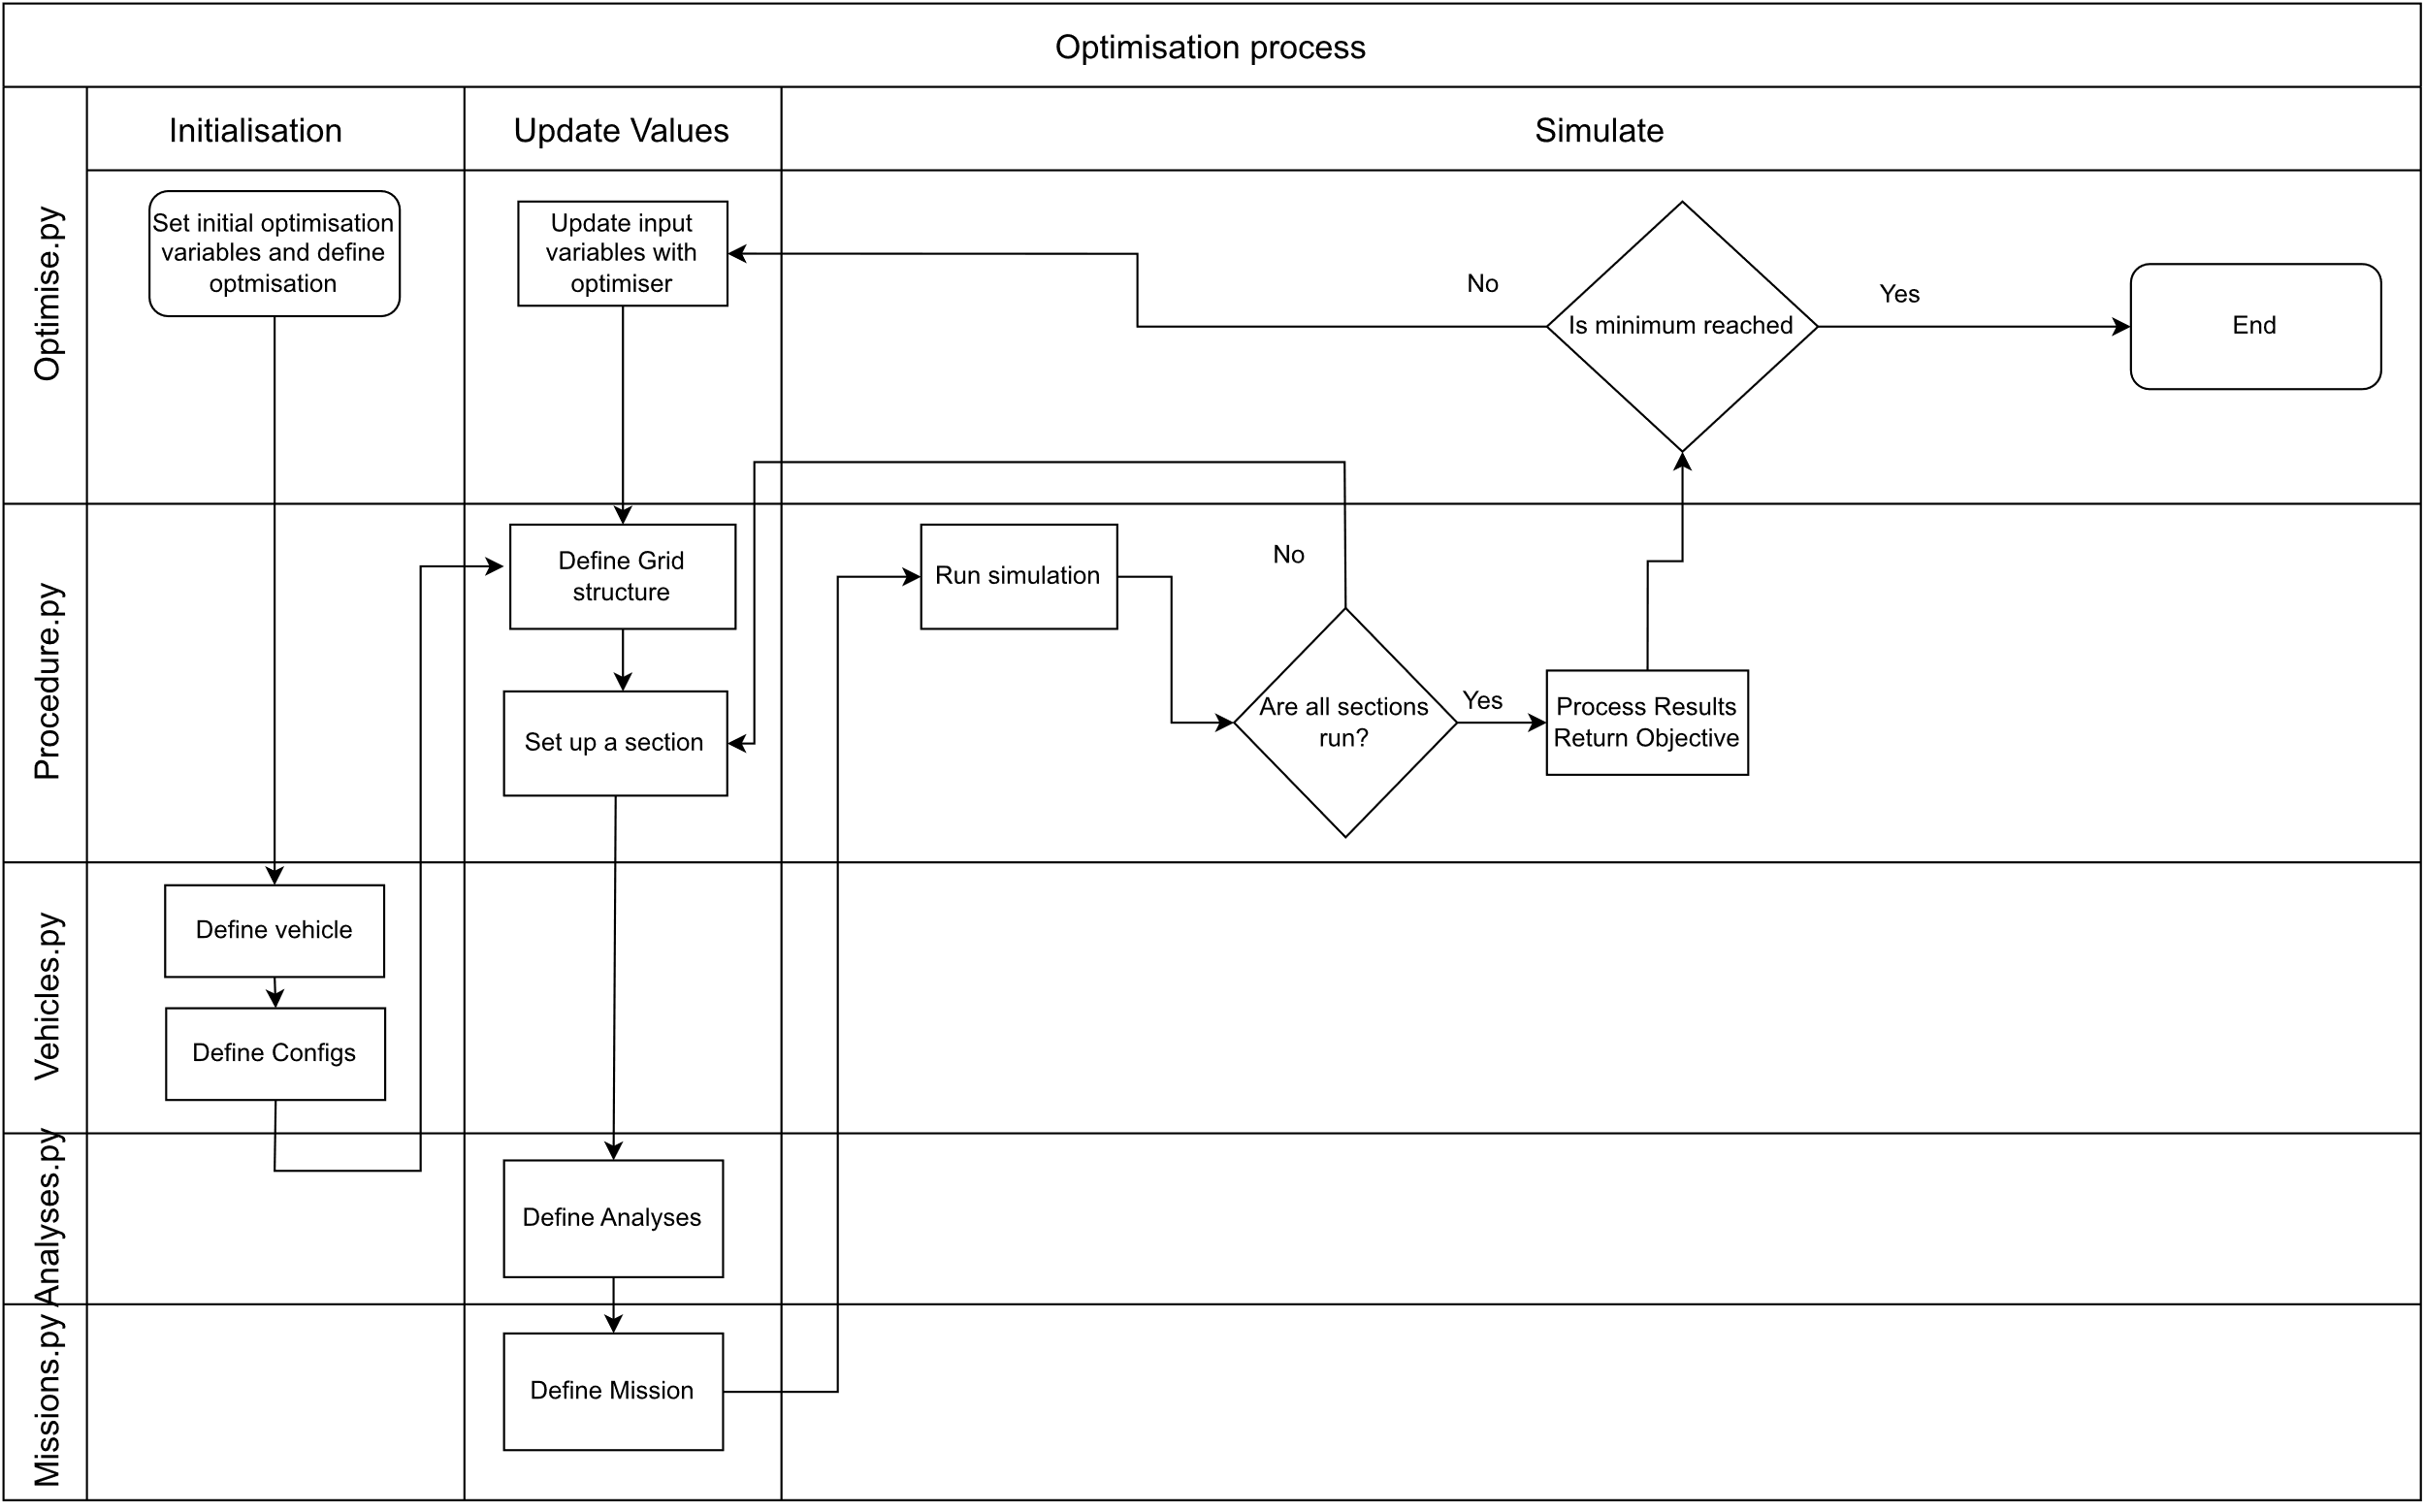 Optimisation process
Initialisation
Update Values
Simulate
Optimise.py
Set initial optimisation
variables and define
optmisation
Update input
variables with
optimiser
No
Is minimum reached
Yes
End
Procedure.py
Define Grid
structure
Set up a section
Run simulation
No
Are all sections
run?
Yes
Process Results
Return Objective
Vehicles.py
Define vehicle
Define Configs
Analyses.py
Define Analyses
Missions.py
Define Mission